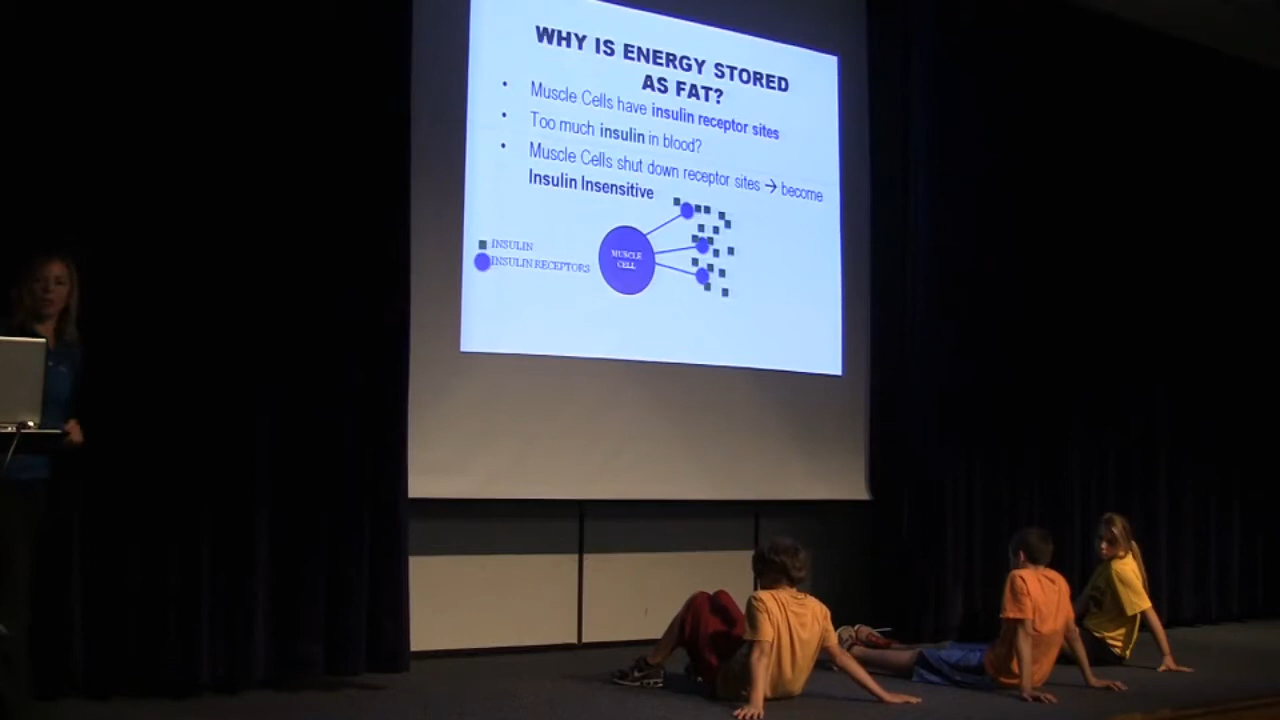 WHY IS ENERGY STORED
AS FAT?
• Muscle Cells have insulin receptor sites
• Too much insulin in blood?
• Muscle Cells shut down receptor sites → become
Insulin Insensitive
INSULIN
INSULIN RECEPTORS
MUSCLE
CELL